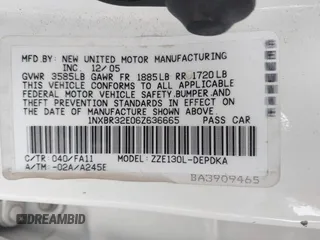 MFD. BY: NEW UNITED MOTOR MANUFACTURING
INC. 12/05
GVWR 3585LB GAWR FR 1885LB RR 1720LB
THIS VEHICLE CONFORMS TO ALL APPLICABLE
FEDERAL MOTOR VEHICLE SAFETY,BUMPER,AND
THEFT PREVENTION STANDARDS IN EFFECT ON
THE DATE OF MANUFACTURE SHOWN ABOVE.
1NXBR32E06Z636665 PASS CAR
C/TR: 040/FA11 MODEL: ZZE130L-DEPDKA
A/TM: -02A/A245E
BA3909465
DREAMBID